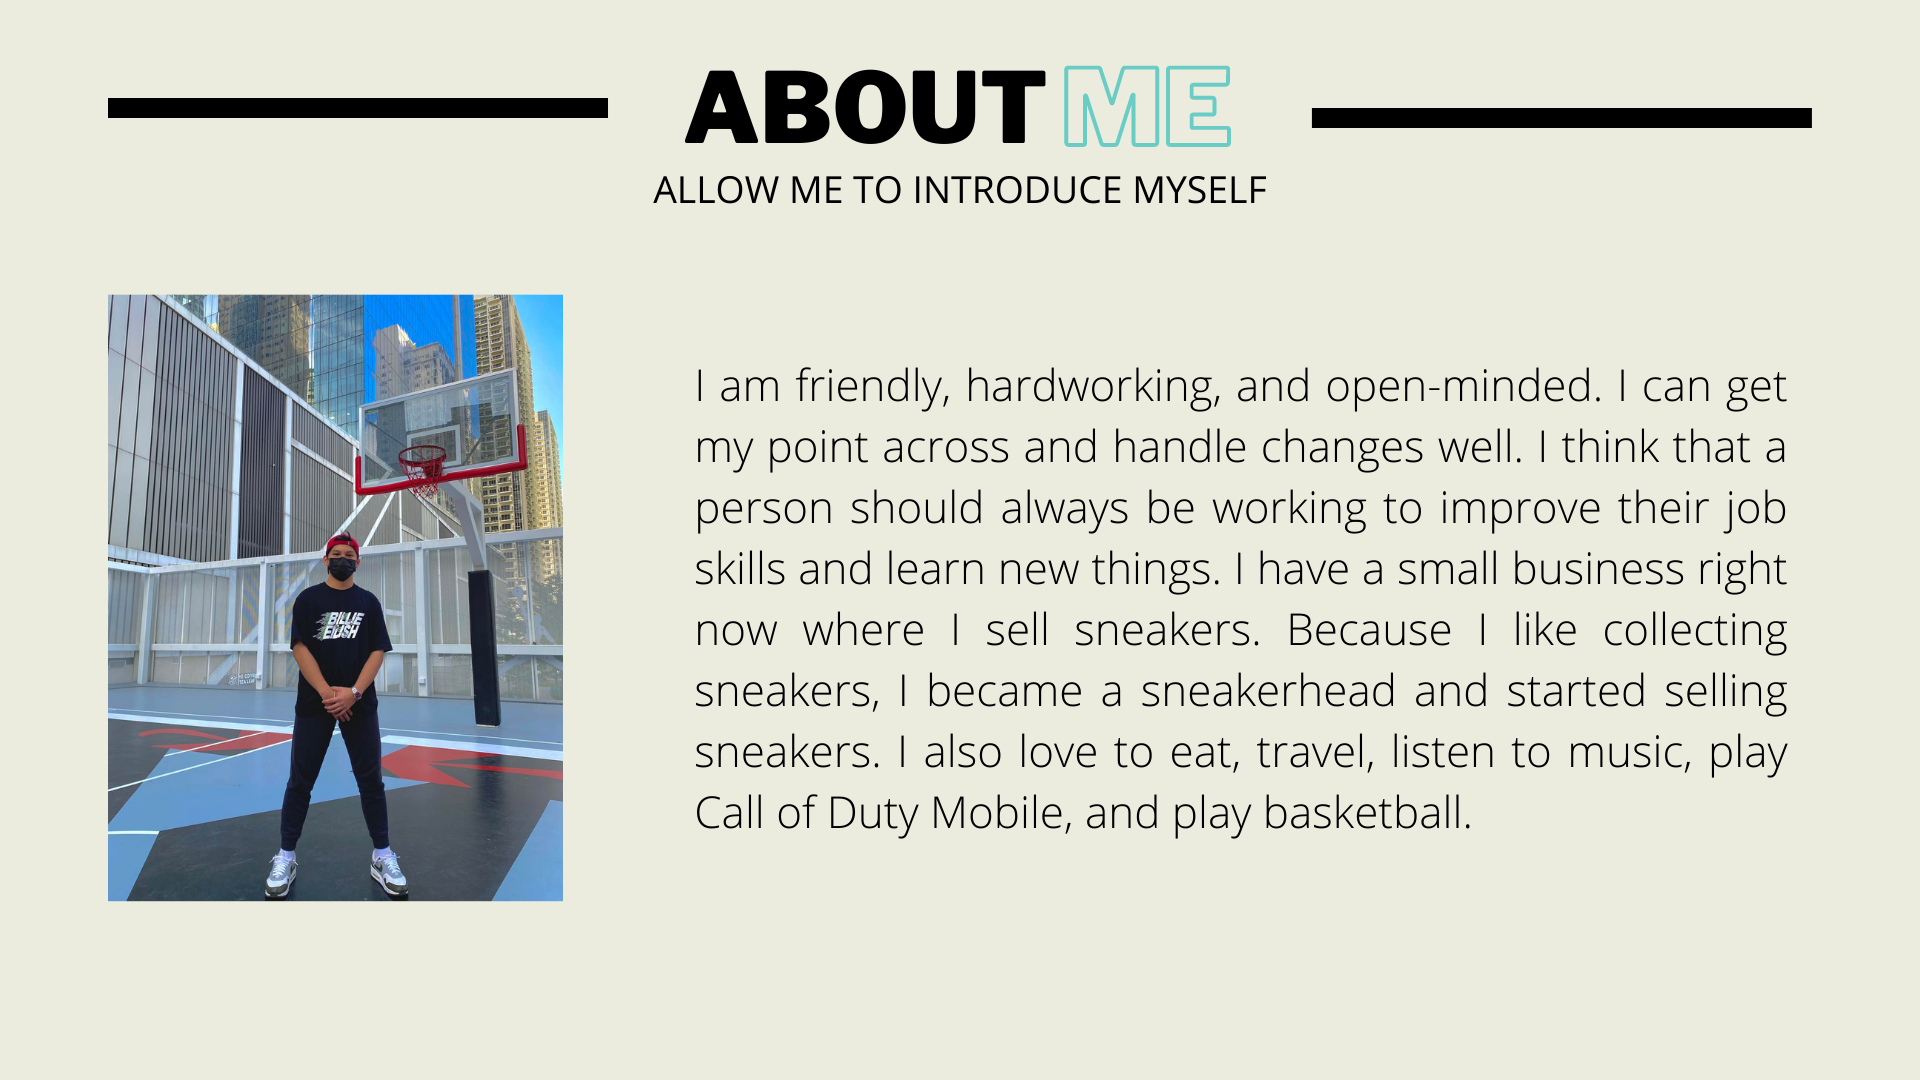 ABOUT ME
ALLOW ME TO INTRODUCE MYSELF
BILLIE
EILISH
I am friendly, hardworking, and open-minded. I can get
my point across and handle changes well. I think that a
person should always be working to improve their job
skills and learn new things. I have a small business right
now where I sell sneakers. Because I like collecting
sneakers, I became a sneakerhead and started selling
sneakers. I also love to eat, travel, listen to music, play
Call of Duty Mobile, and play basketball.